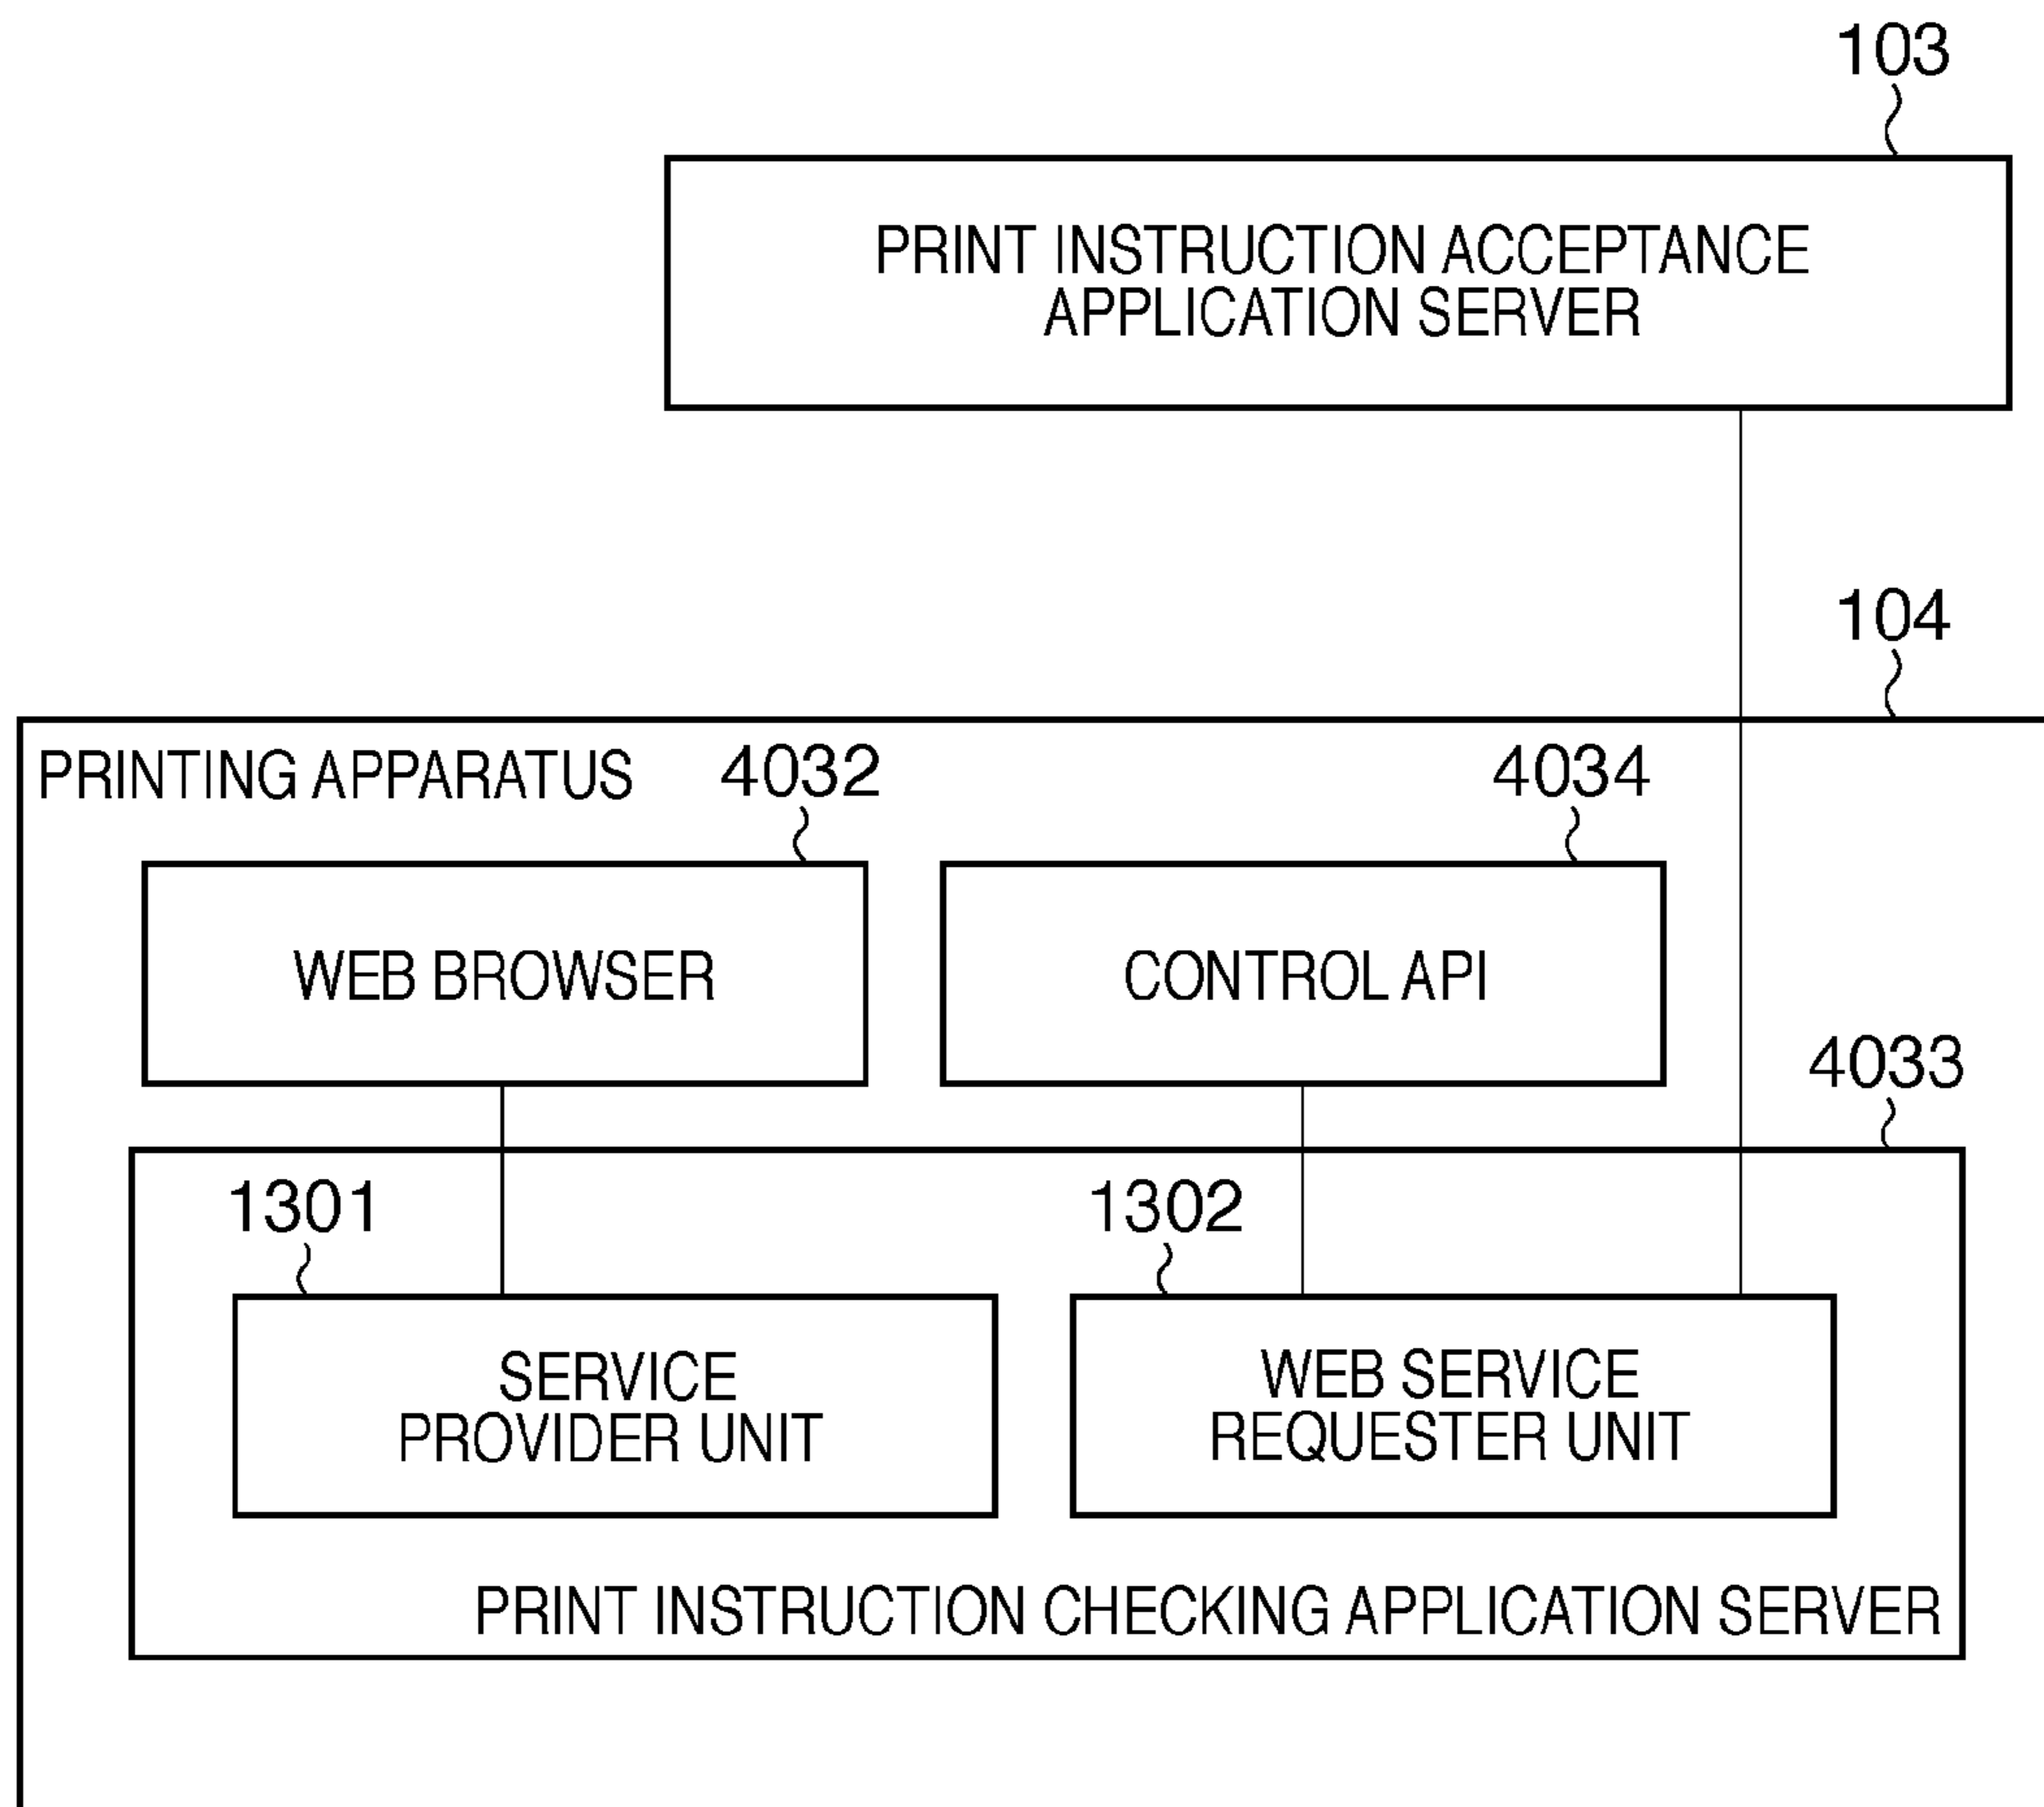 103
PRINT INSTRUCTION ACCEPTANCE
APPLICATION SERVER
104
PRINTING APPARATUS
4032
4034
WEB BROWSER
CONTROL API
4033
1301
1302
SERVICE
PROVIDER UNIT
WEB SERVICE
REQUESTER UNIT
PRINT INSTRUCTION CHECKING APPLICATION SERVER